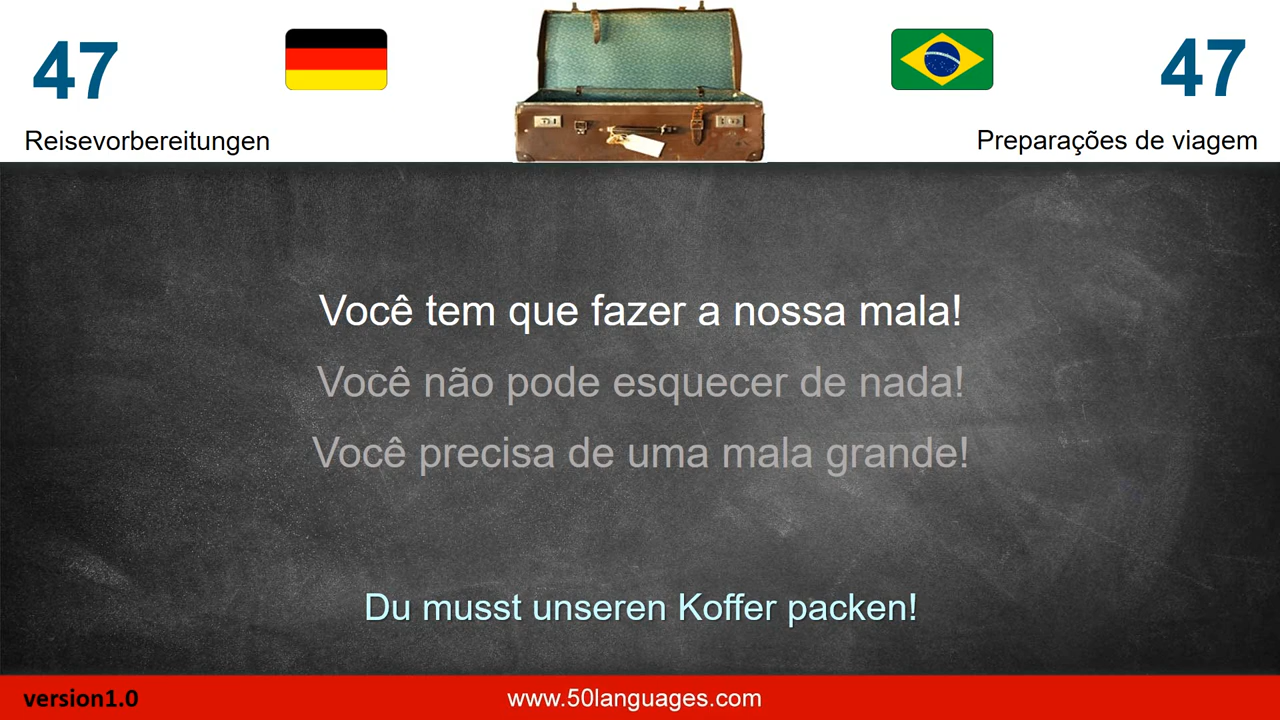 47
47
Reisevorbereitungen
Preparações de viagem
Você tem que fazer a nossa mala!
Você não pode esquecer de nada!
Você precisa de uma mala grande!
Du musst unseren Koffer packen!
version1.0
www.50languages.com